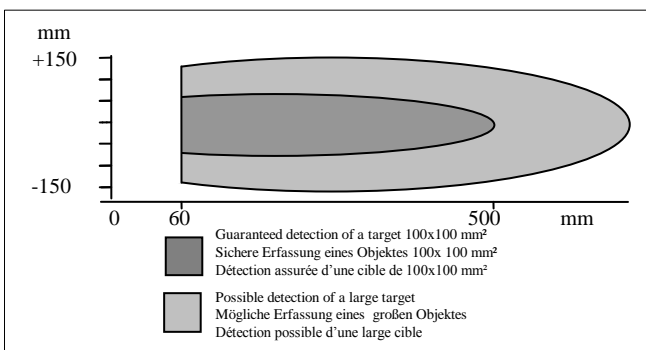 mm
+150
-150
0 60 500 mm
Guaranteed detection of a target 100x100 mm²
Sichere Erfassung eines Objektes 100x 100 mm²
Détection assurée d’une cible de 100x100 mm²
Possible detection of a large target
Mögliche Erfassung eines großen Objektes
Détection possible d’une large cible